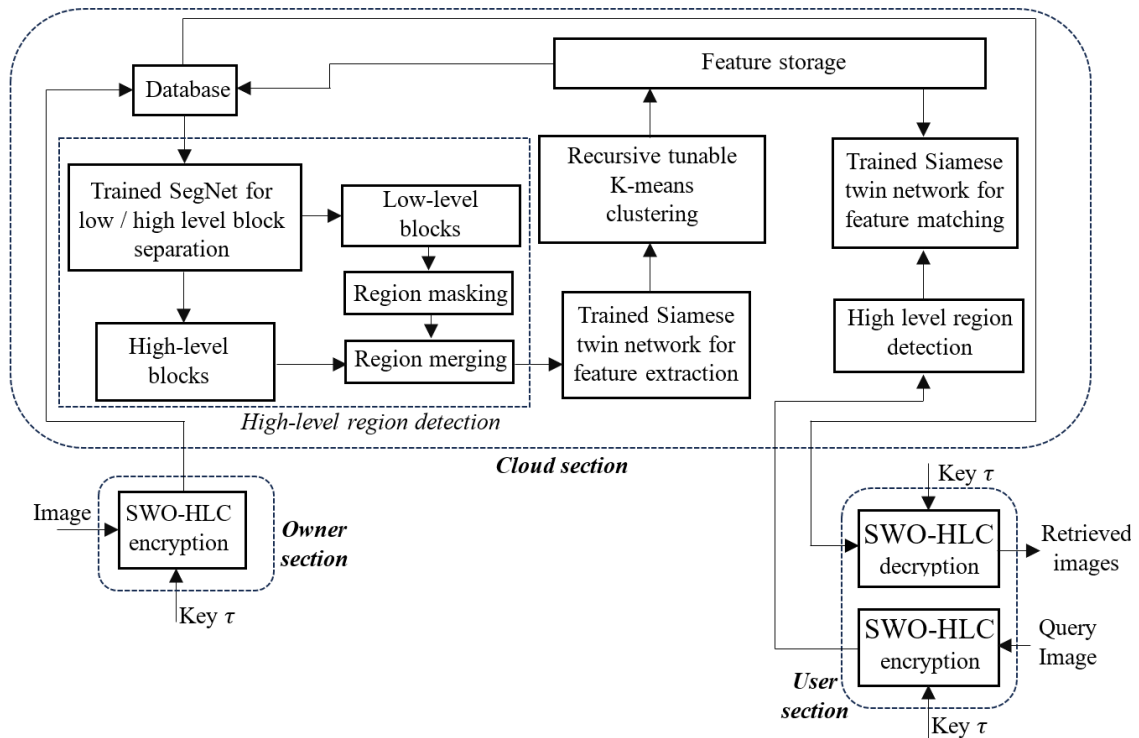 Feature storage
Database
Trained SegNet for
low / high level block
separation
Low-level
blocks
Region masking
High-level
blocks
Region merging
High-level region detection
Recursive tunable
K-means
clustering
Trained Siamese
twin network for
feature extraction
Trained Siamese
twin network for
feature matching
High level region
detection
Cloud section
Image
SWO-HLC
encryption
Owner
section
Key τ
Key τ
SWO-HLC
decryption
Retrieved
images
SWO-HLC
encryption
Query
Image
User
section
Key τ